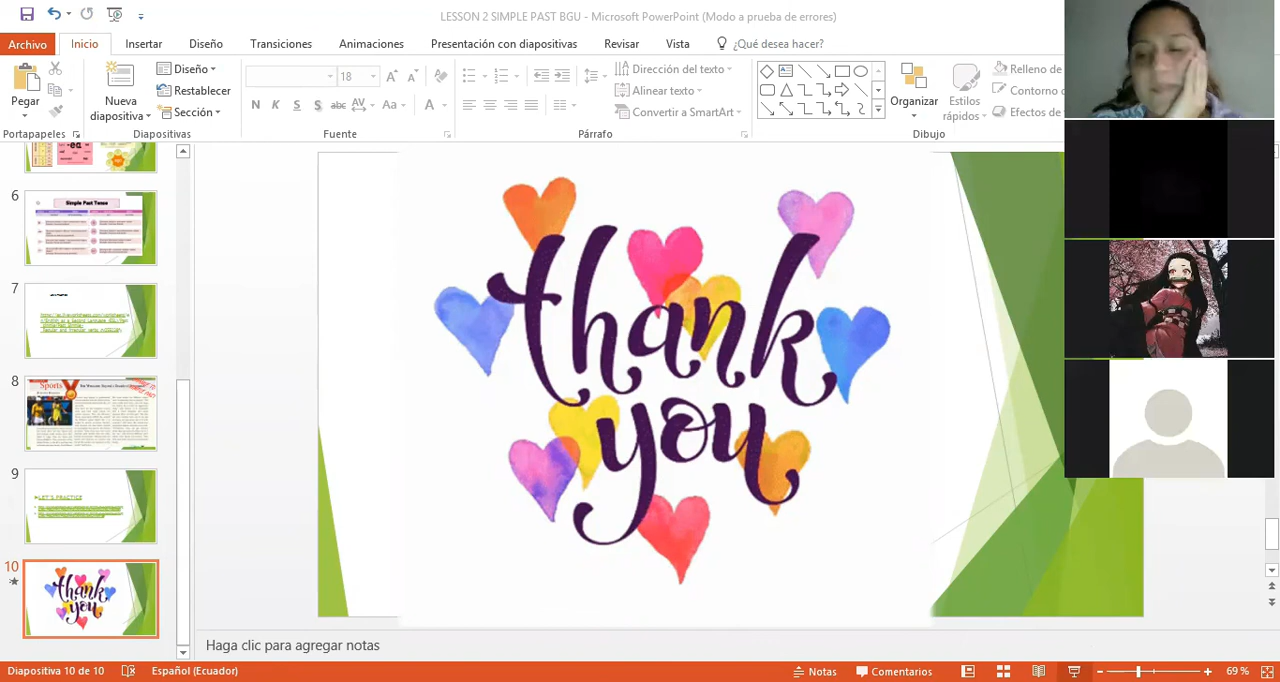 LESSON 2 SIMPLE PAST BGU - Microsoft PowerPoint (Modo a prueba de errores)
Archivo Inicio Insertar Diseño Transiciones Animaciones Presentación con diapositivas Revisar Vista ¿Qué desea hacer?
Pegar
Portapapeles
Nueva
diapositiva
Diseño
Restablecer
Sección
Diapositivas
18
N K S S abc AV Aa A
Fuente
Dirección del texto
Alinear texto
Convertir a SmartArt
Párrafo
Organizar
Estilos
rápidos
Relleno de
Contorno
Efectos de
Dibujo
-ed
6
Simple Past Tense
7
8
Sports
9
LET'S PRACTICE
10
thank
you
thank
you
Haga clic para agregar notas
Diapositiva 10 de 10 Español (Ecuador) Notas Comentarios 69 %